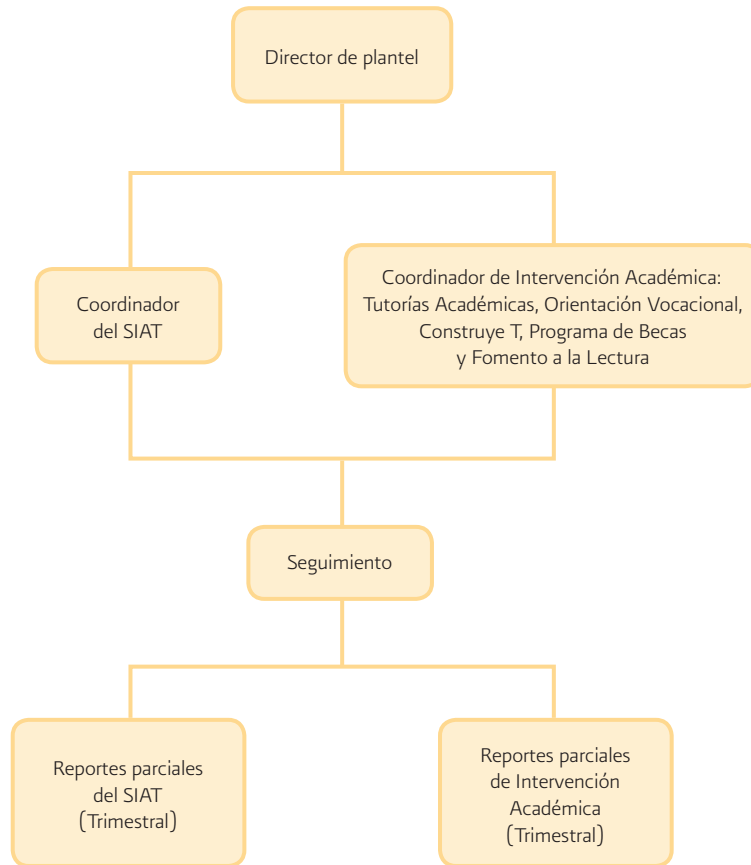 Director de plantel
Coordinador
del SIAT
Coordinador de Intervención Académica:
Tutorías Académicas, Orientación Vocacional,
Construye T, Programa de Becas
y Fomento a la Lectura
Seguimiento
Reportes parciales
del SIAT
(Trimestral)
Reportes parciales
de Intervención
Académica
(Trimestral)